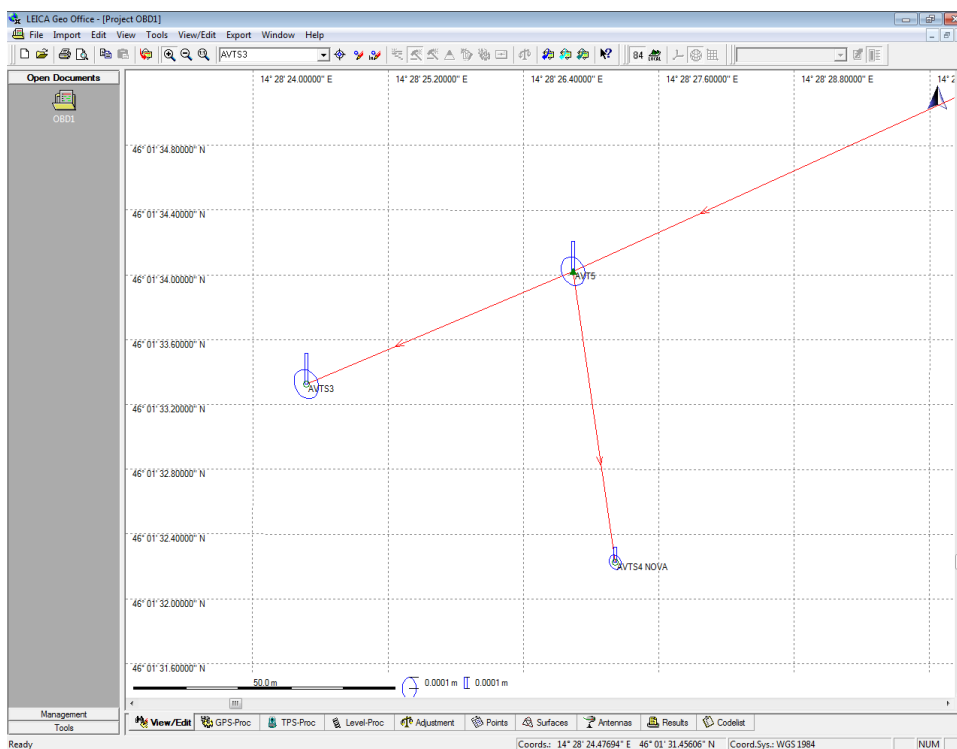 LEICA Geo Office - [Project OBD1]
File Import Edit View Tools View/Edit Export Window Help
AVTS3
84
LOCAL
Open Documents
OBD1
14° 28' 24.00000" E 14° 28' 25.20000" E 14° 28' 26.40000" E 14° 28' 27.60000" E 14° 28' 28.80000" E 14° 2
46° 01' 34.80000" N
46° 01' 34.40000" N
46° 01' 34.00000" N
AVT5
46° 01' 33.60000" N
AVTS3
46° 01' 33.20000" N
46° 01' 32.80000" N
46° 01' 32.40000" N
AVTS4 NOVA
46° 01' 32.00000" N
46° 01' 31.60000" N
50.0 m 0.0001 m 0.0001 m
Management
Tools
View/Edit GPS-Proc TPS-Proc Level-Proc Adjustment Points Surfaces Antennas Results Codelist
Ready Coords.: 14° 28' 24.47694" E 46° 01' 31.45606" N Coord.Sys.: WGS 1984 NUM